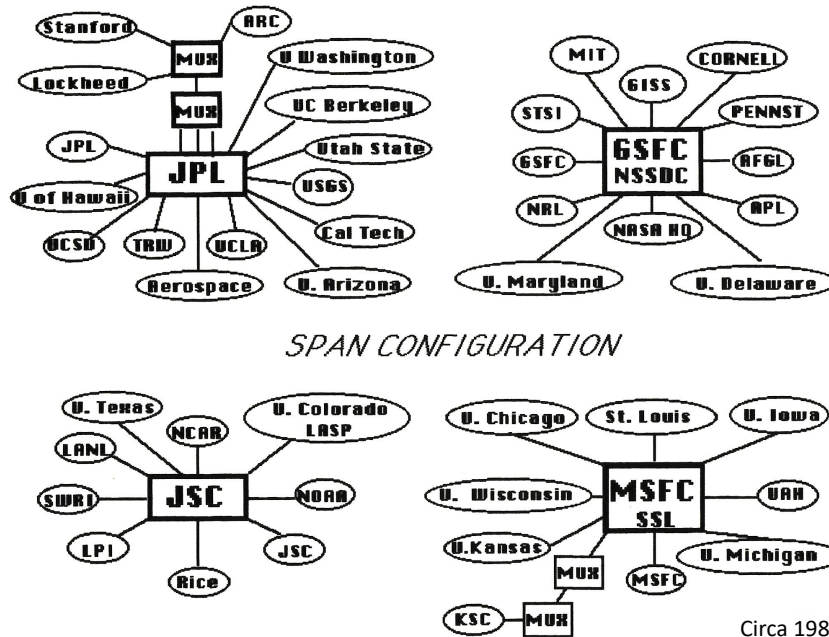 Stanford
ARC
MUX
Lockheed
MUX
U Washington
UC Berkeley
JPL
Utah State
JPL
USGS
U of Hawaii
UCSD
TRW
UCLA
Cal Tech
Aerospace
U. Arizona
MIT
GISS
CORNELL
STSI
PENNST
GSFC
NSSDC
GSFC
AFGL
NRL
NASA HQ
APL
U. Maryland
U. Delaware
SPAN CONFIGURATION
U. Texas
NCAR
U. Colorado
LASP
LANL
JSC
SWRI
NOAA
LPI
JSC
Rice
U. Chicago
St. Louis
U. Iowa
U. Wisconsin
MSFC
SSL
UAH
U.Kansas
U. Michigan
MUX
MSFC
KSC
MUX
Circa 198